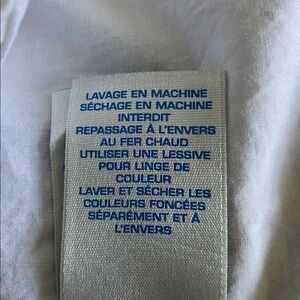 LAVAGE EN MACHINE
SÉCHAGE EN MACHINE
INTERDIT
REPASSAGE À L'ENVERS
AU FER CHAUD
UTILISER UNE LESSIVE
POUR LINGE DE
COULEUR
LAVER ET SÉCHER LES
COULEURS FONCÉES
SÉPARÉMENT ET À
L'ENVERS